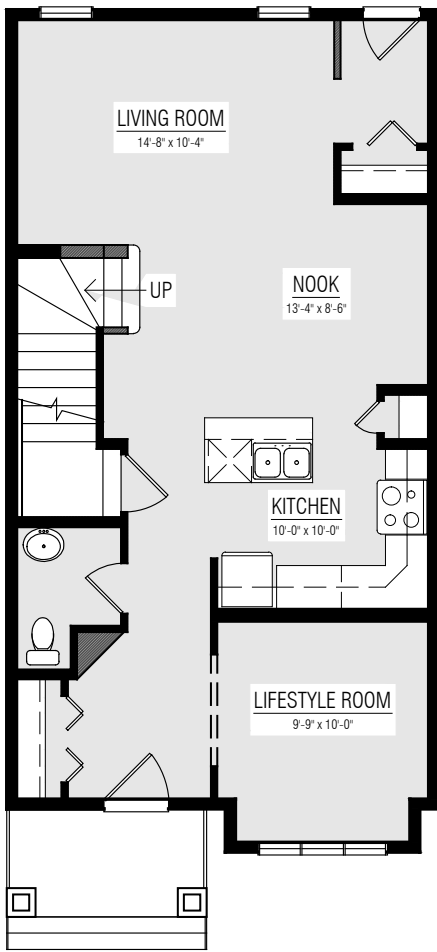 LIVING ROOM
14'-8" x 10'-4"
UP
NOOK
13'-4" x 8'-6"
KITCHEN
10'-0" x 10'-0"
LIFESTYLE ROOM
9'-9" x 10'-0"